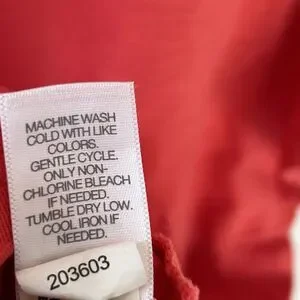 MACHINE WASH
COLD WITH LIKE
COLORS.
GENTLE CYCLE.
ONLY NON-
CHLORINE BLEACH
IF NEEDED.
TUMBLE DRY LOW.
COOL IRON IF
NEEDED.
203603